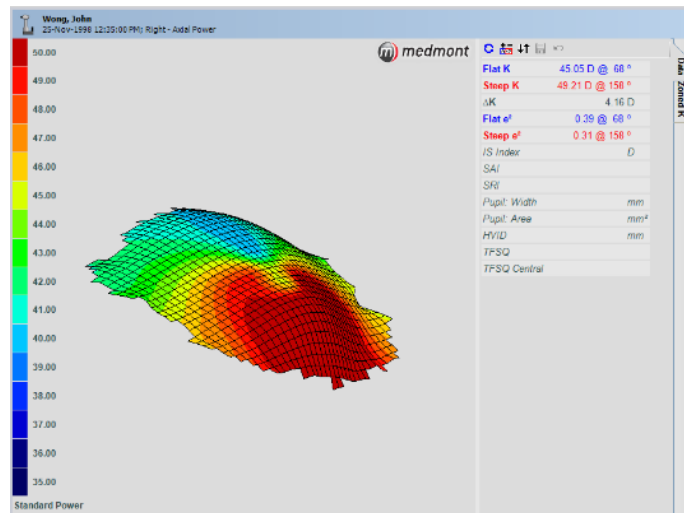 Wong, John
25-Nov-1998 12:35:00 PM; Right - Axial Power
50.00
49.00
48.00
47.00
46.00
45.00
44.00
43.00
42.00
41.00
40.00
39.00
38.00
37.00
36.00
35.00
Standard Power
m medmont
Flat K 45.05 D @ 68 °
Steep K 49.21 D @ 158 °
ΔK 4.16 D
Flat e² 0.39 @ 68 °
Steep e² 0.31 @ 158 °
IS Index D
SAI
SRI
Pupil: Width mm
Pupil: Area mm²
HVID mm
TFSQ
TFSQ Central
Data
Zoned K